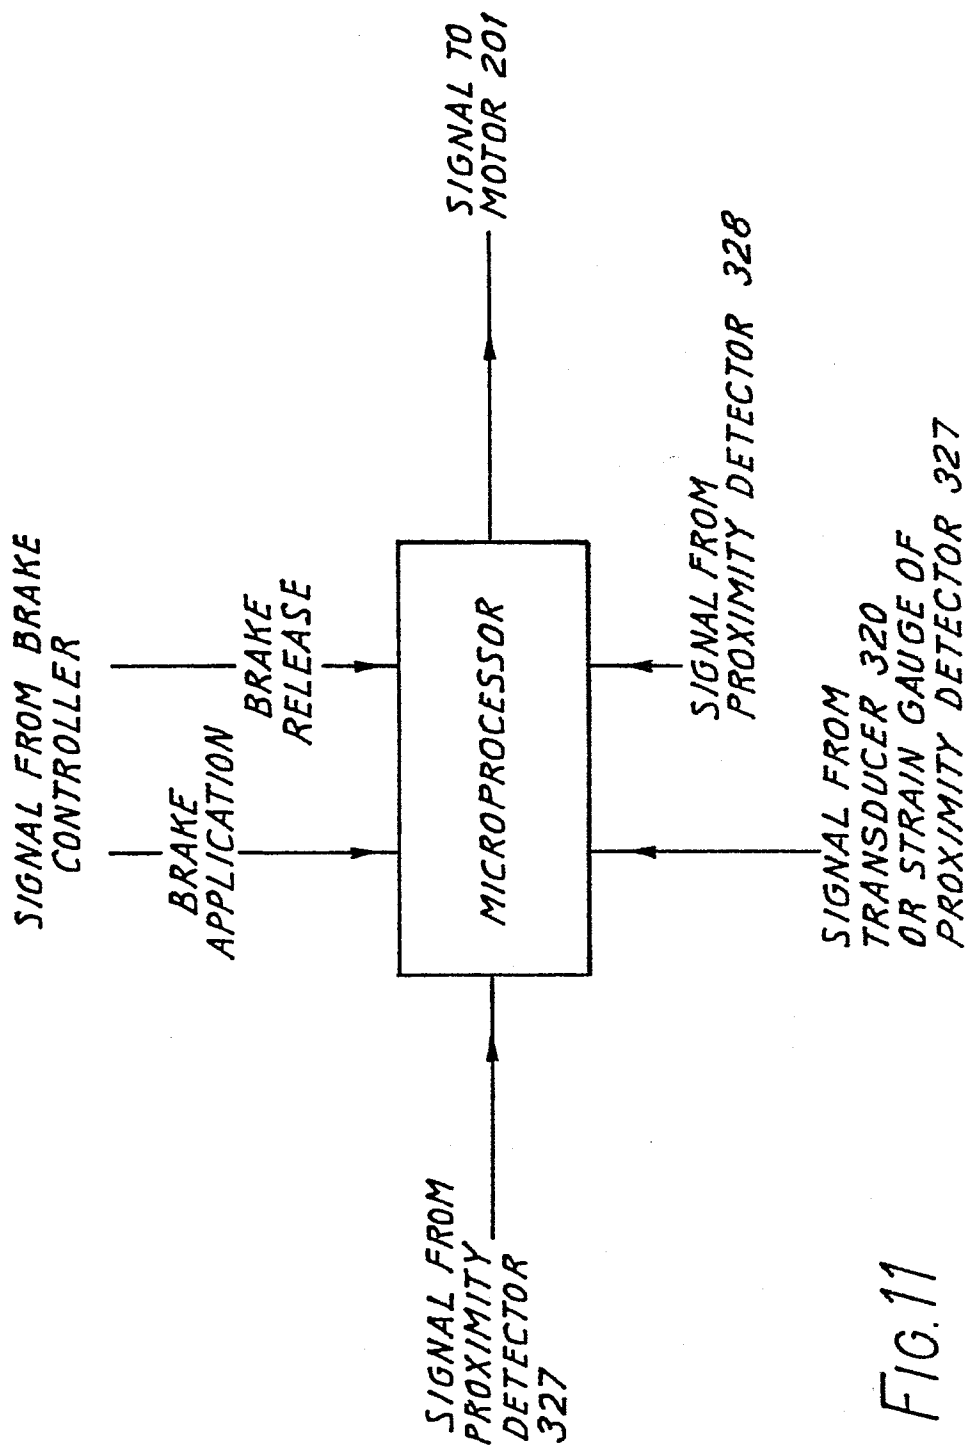 SIGNAL FROM BRAKE
CONTROLLER
BRAKE
APPLICATION
BRAKE
RELEASE
SIGNAL FROM
PROXIMITY
DETECTOR
327
MICROPROCESSOR
SIGNAL TO
MOTOR 201
SIGNAL FROM
PROXIMITY DETECTOR 328
SIGNAL FROM
TRANSDUCER 320
OR STRAIN GAUGE OF
PROXIMITY DETECTOR 327
FIG.11